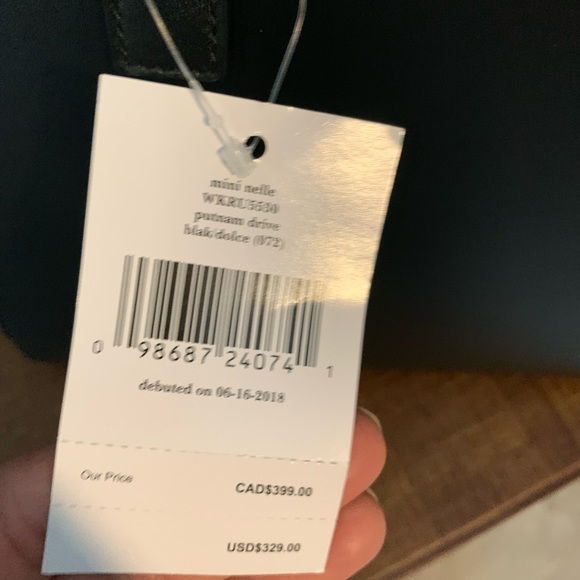 mini nelle
WKRU5530
putnam drive
blak/dolce (072)
0 98687 24074 1
debuted on 06-16-2018
Our Price
CAD$399.00
USD$329.00